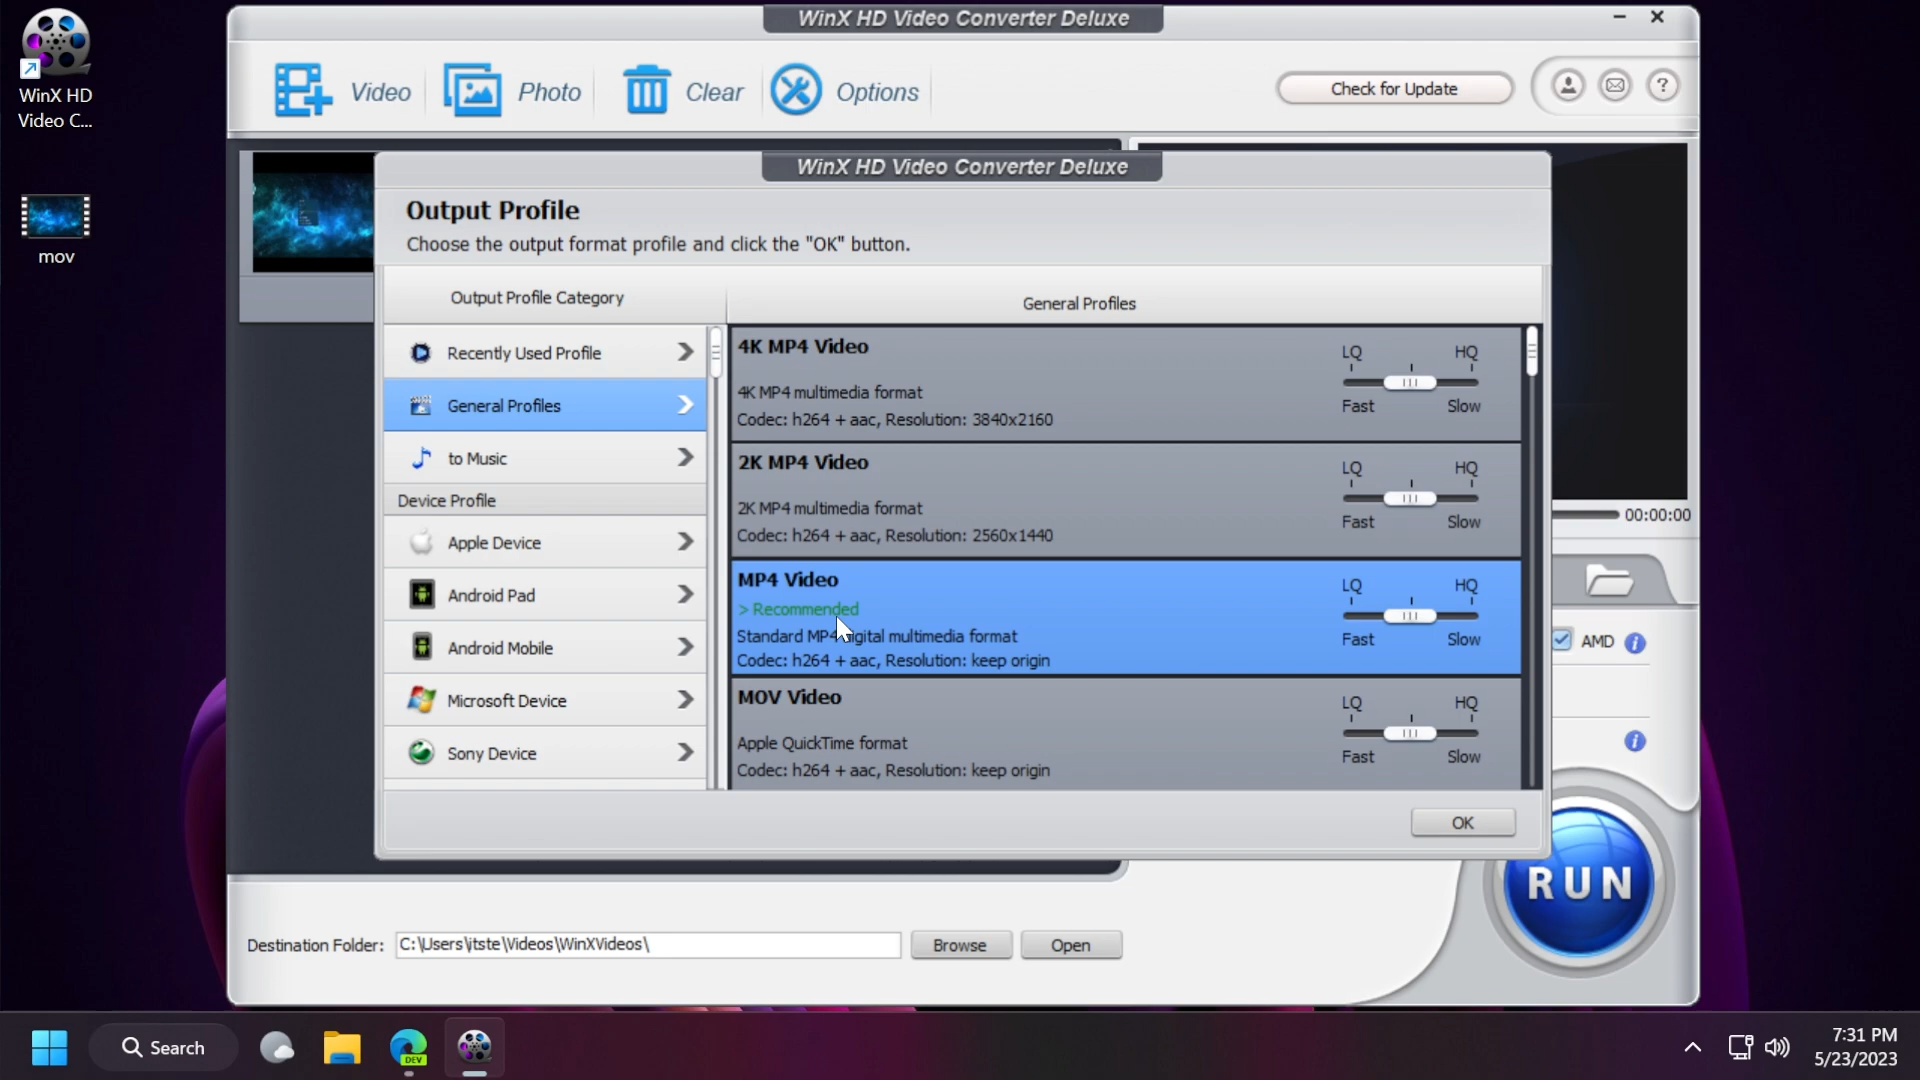 WinX HD
Video C...
mov
WinX HD Video Converter Deluxe
Video
Photo
Clear
Options
Check for Update
WinX HD Video Converter Deluxe
Output Profile
Choose the output format profile and click the "OK" button.
Output Profile Category
General Profiles
Recently Used Profile
General Profiles
to Music
Device Profile
Apple Device
Android Pad
Android Mobile
Microsoft Device
Sony Device
4K MP4 Video
4K MP4 multimedia format
Codec: h264 + aac, Resolution: 3840x2160
LQ HQ
Fast Slow
2K MP4 Video
2K MP4 multimedia format
Codec: h264 + aac, Resolution: 2560x1440
LQ HQ
Fast Slow
MP4 Video
> Recommended
Standard MP4 digital multimedia format
Codec: h264 + aac, Resolution: keep origin
LQ HQ
Fast Slow
MOV Video
Apple QuickTime format
Codec: h264 + aac, Resolution: keep origin
LQ HQ
Fast Slow
OK
00:00:00
AMD
RUN
Destination Folder: C:\Users\itste\Videos\WinXVideos\ Browse Open
Search
DEV
7:31 PM
5/23/2023